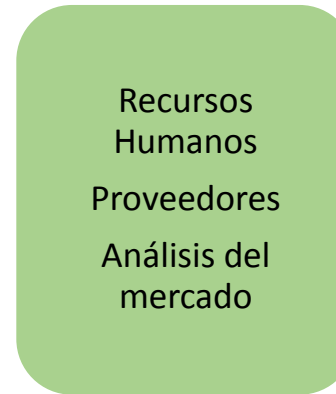 Recursos
Humanos
Proveedores
Análisis del
mercado